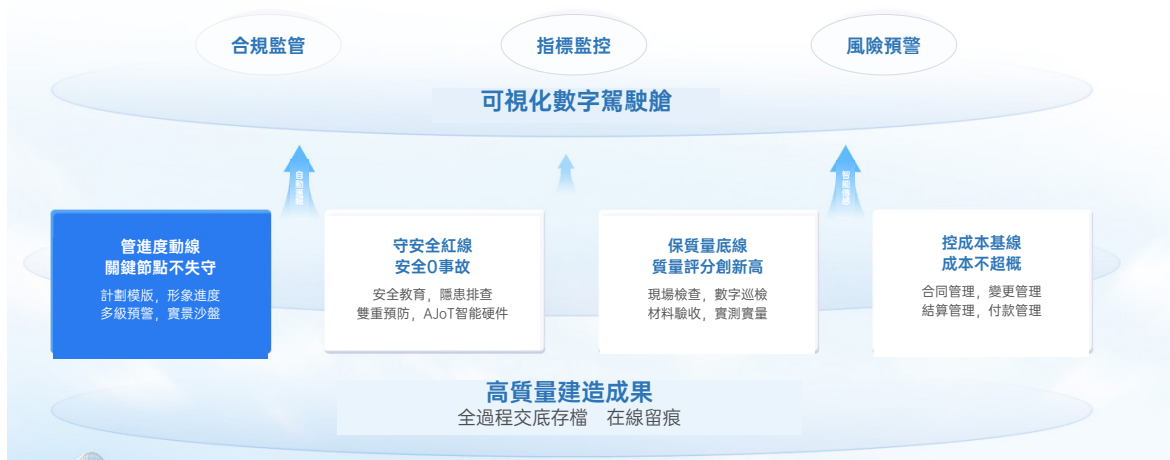 合規監管
指標監控
風險預警
可視化數字駕駛艙
智能傳感
管進度動線
關鍵節點不失守
計劃模版，形象進度
多級預警，實景沙盤
守安全紅線
安全0事故
安全教育，隱患排查
雙重預防，AJoT智能硬件
保質量底線
質量評分創新高
現場檢查，數字巡檢
材料驗收，實測實量
控成本基線
成本不超概
合同管理，變更管理
結算管理，付款管理
高質量建造成果
全過程交底存檔　在線留痕